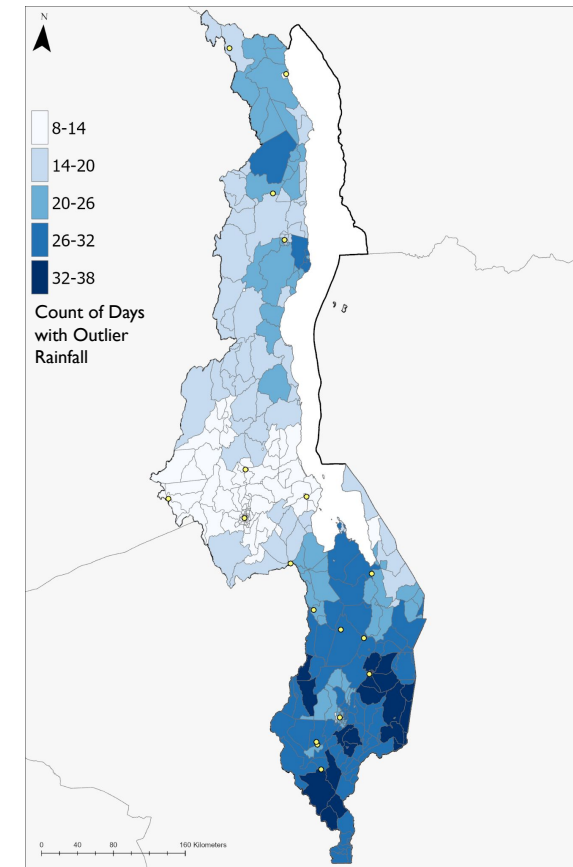 N
8-14
14-20
20-26
26-32
32-38
Count of Days
with Outlier
Rainfall
0 40 80 160 Kilometers